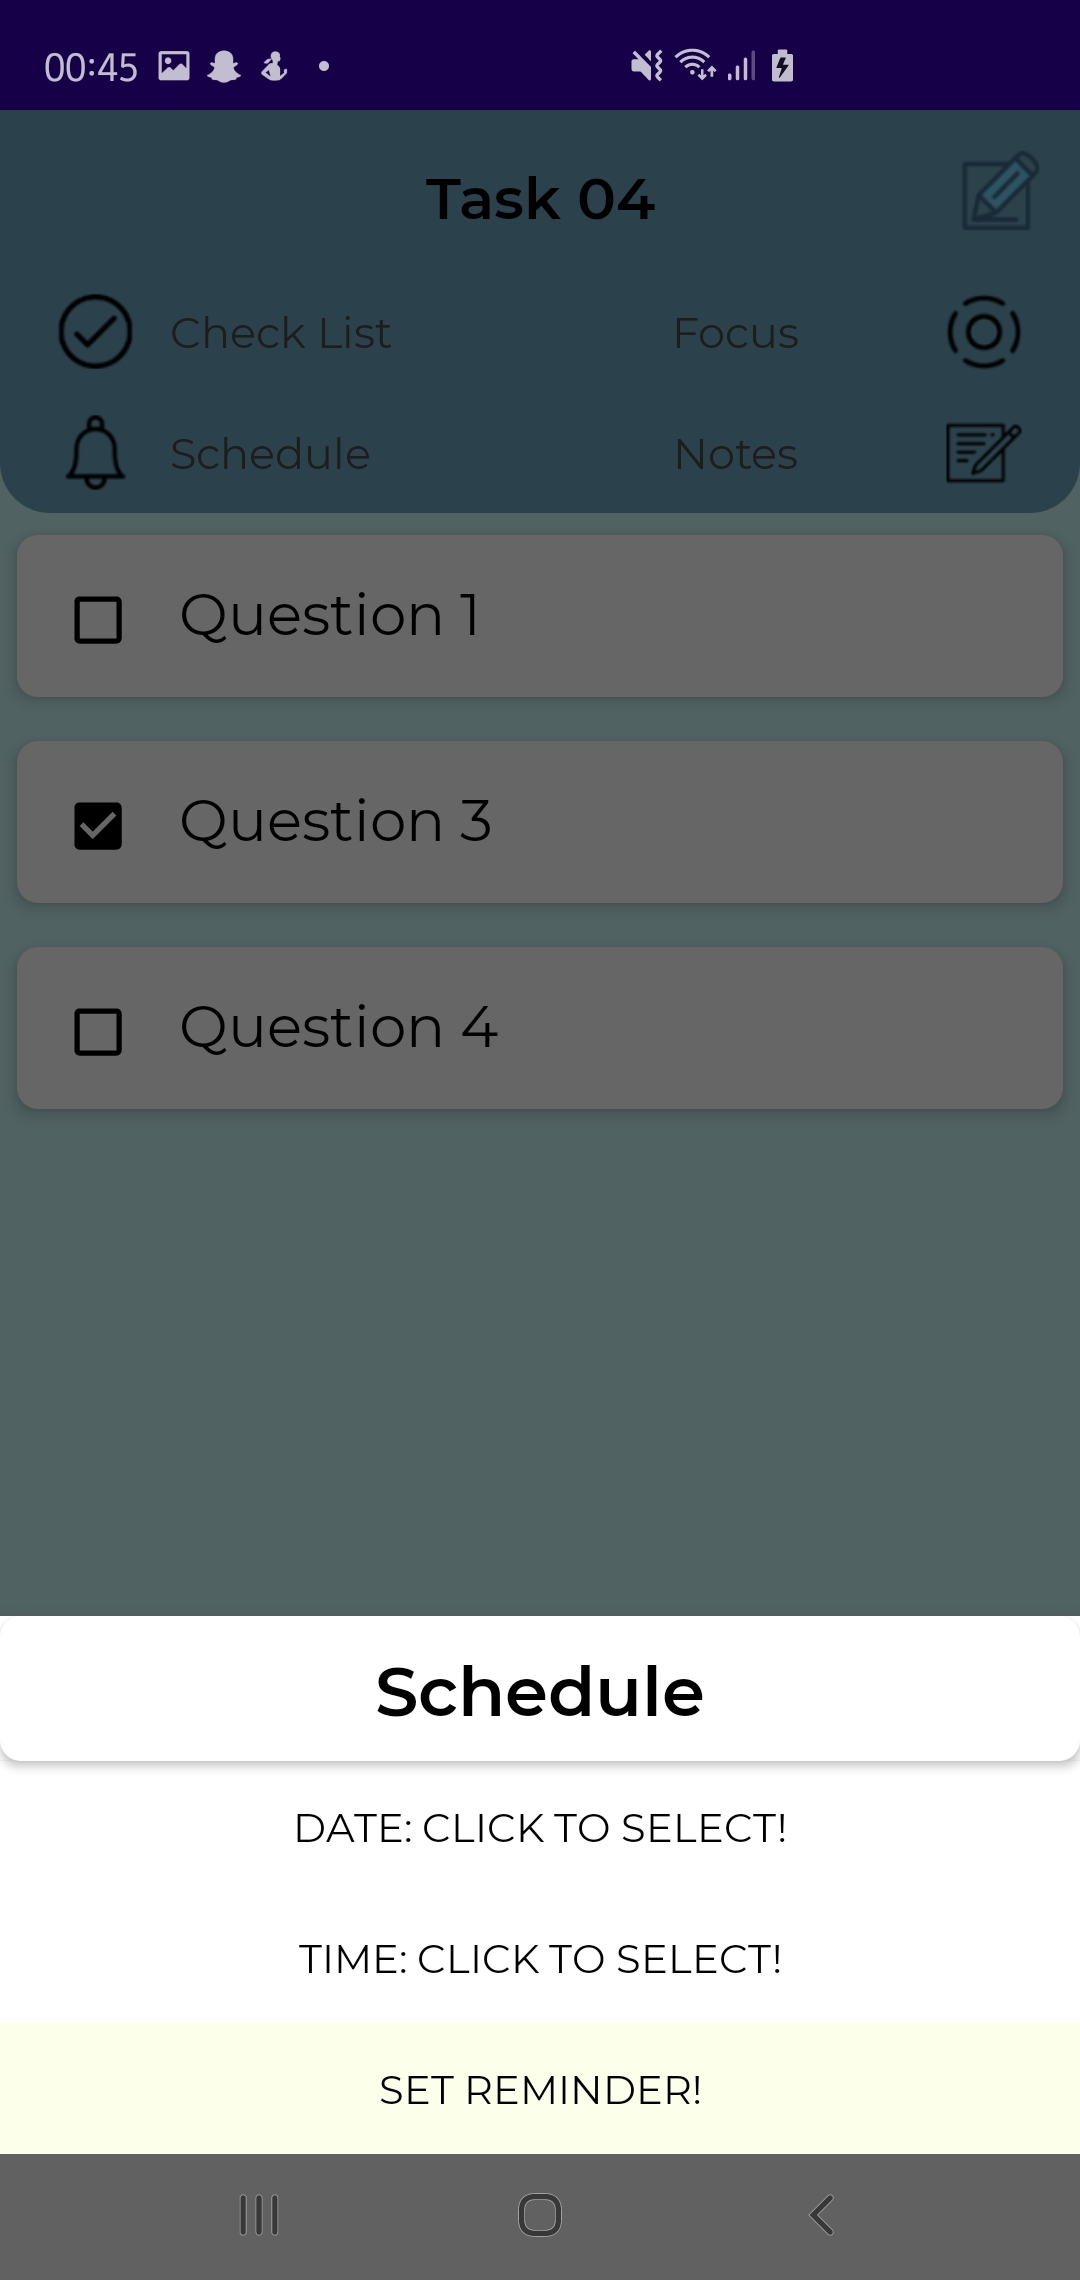 00:45
Task 04
Check List
Focus
Schedule
Notes
Question 1
Question 3
Question 4
Schedule
DATE: CLICK TO SELECT!
TIME: CLICK TO SELECT!
SET REMINDER!